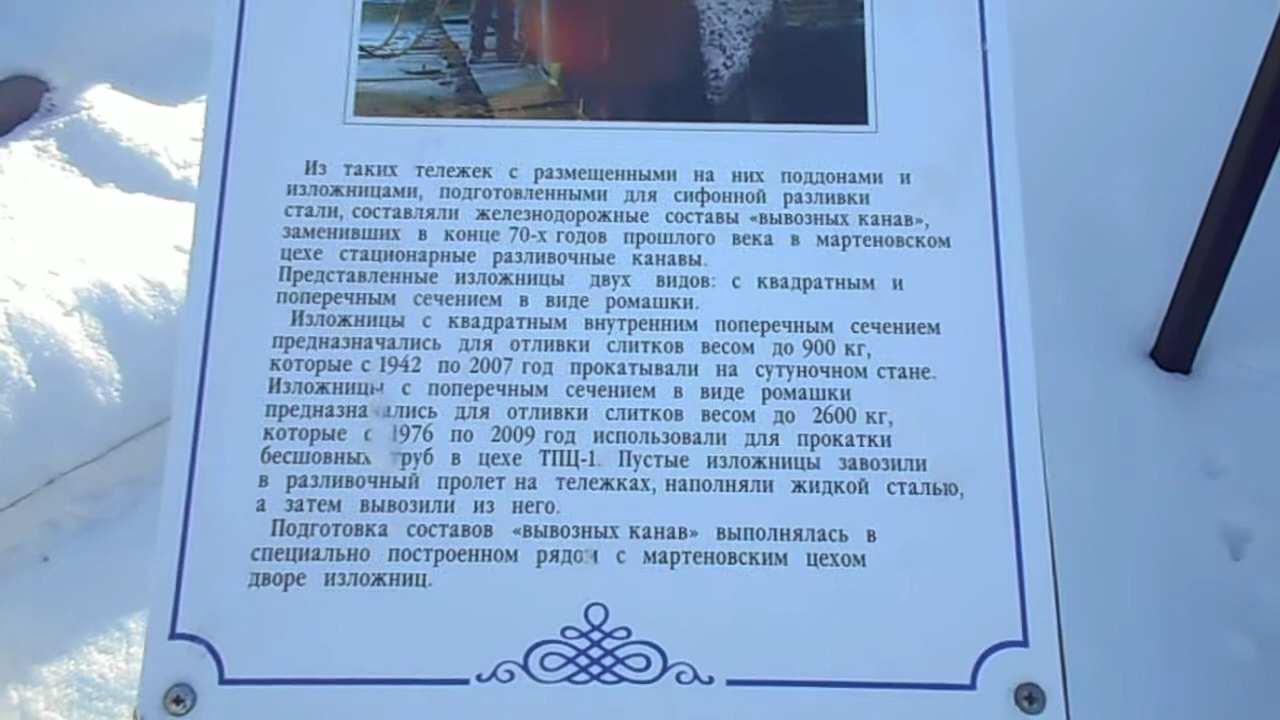 Из таких тележек с размещенными на них поддонами и
изложницами, подготовленными для сифонной разливки
стали, составляли железнодорожные составы «вывозных канав»,
заменивших в конце 70-х годов прошлого века в мартеновском
цехе стационарные разливочные канавы.
Представленные изложницы двух видов: с квадратным и
поперечным сечением в виде ромашки.
Изложницы с квадратным внутренним поперечным сечением
предназначались для отливки слитков весом до 900 кг,
которые с 1942 по 2007 год прокатывали на сутуночном стане.
Изложницы с поперечным сечением в виде ромашки
предназначались для отливки слитков весом до 2600 кг,
которые с 1976 по 2009 год использовали для прокатки
бесшовных труб в цехе ТПЦ-1. Пустые изложницы завозили
в разливочный пролет на тележках, наполняли жидкой сталью,
а затем вывозили из него.
Подготовка составов «вывозных канав» выполнялась в
специально построенном рядом с мартеновским цехом
дворе изложниц.